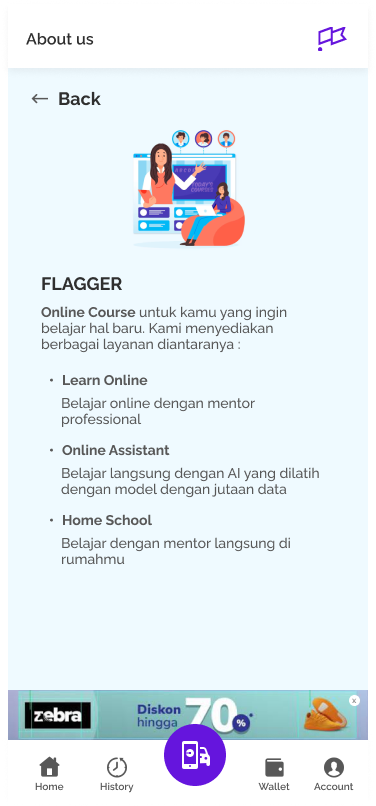 About us
← Back
FLAGGER
Online Course untuk kamu yang ingin
belajar hal baru. Kami menyediakan
berbagai layanan diantaranya :
• Learn Online
Belajar online dengan mentor
professional
• Online Assistant
Belajar langsung dengan AI yang dilatih
dengan model dengan jutaan data
• Home School
Belajar dengan mentor langsung di
rumahmu
zebra
Diskon
hingga
70%*
x
Home
History
Wallet
Account